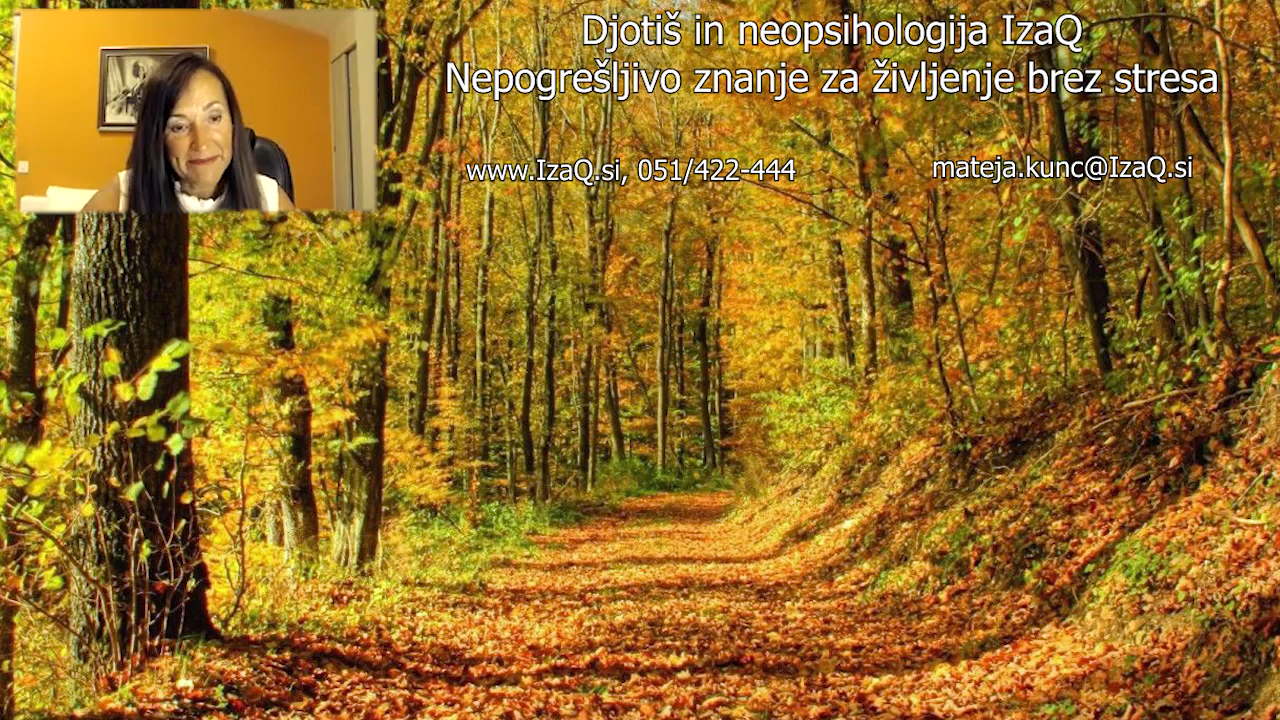 Djotiš in neopsihologija IzaQ
Nepogrešljivo znanje za življenje brez stresa
www.IzaQ.si, 051/422-444 mateja.kunc@IzaQ.si